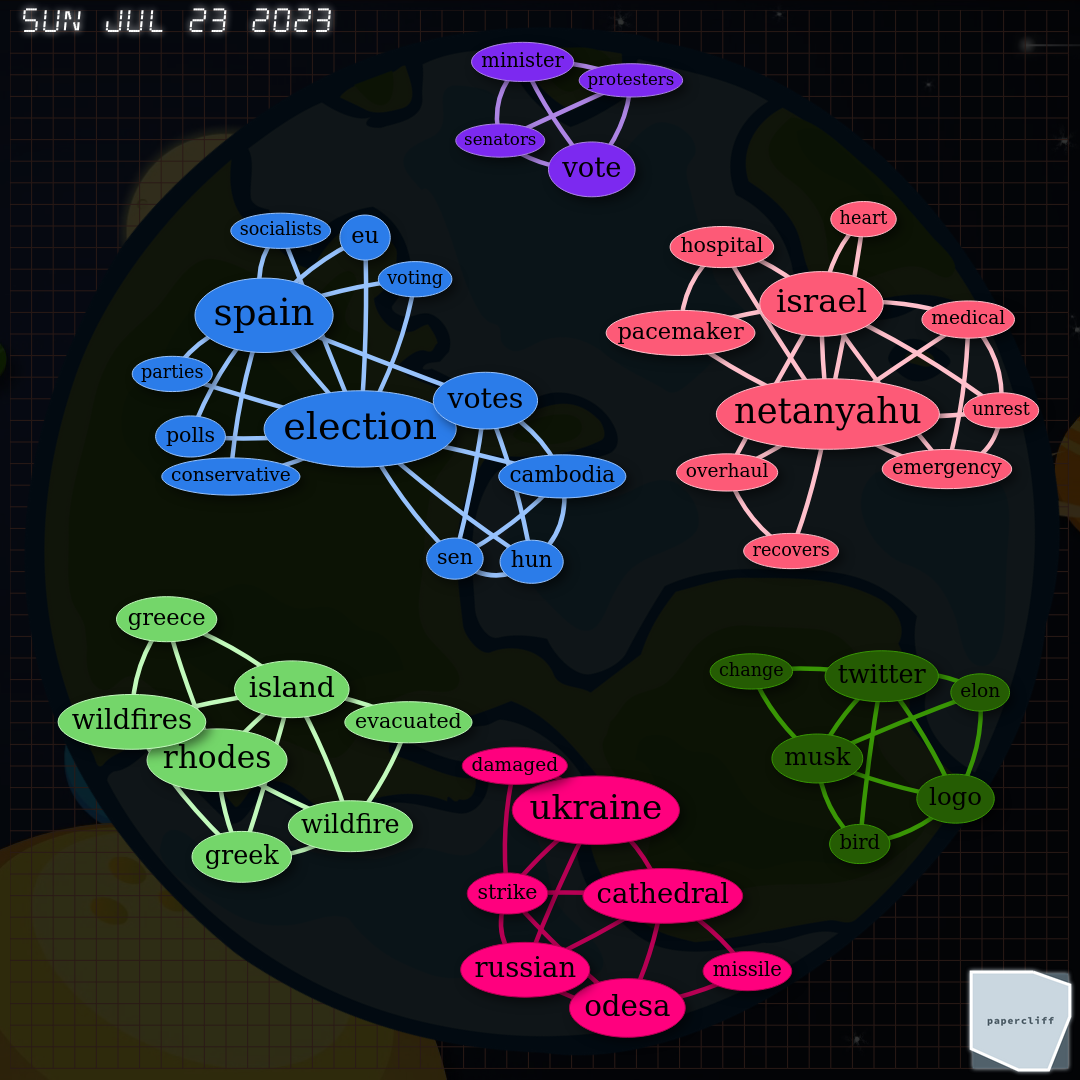 SUN JUL 23 2023
minister
protesters
senators
vote
socialists
eu
voting
spain
parties
votes
election
polls
conservative
cambodia
sen
hun
heart
hospital
israel
medical
pacemaker
netanyahu
unrest
overhaul
emergency
recovers
greece
island
wildfires
evacuated
rhodes
wildfire
greek
change
twitter
elon
musk
logo
bird
damaged
ukraine
strike
cathedral
russian
missile
odesa
papercliff